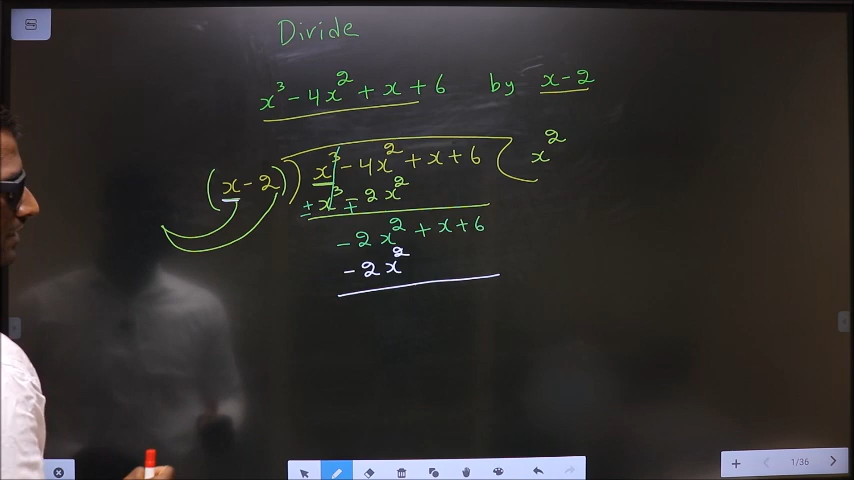 Divide
x³ - 4x² + x + 6 by x - 2
(x - 2) ) x³ - 4x² + x + 6 ( x²
± x³ ∓ 2x²
- 2x² + x + 6
- 2x²
1/36